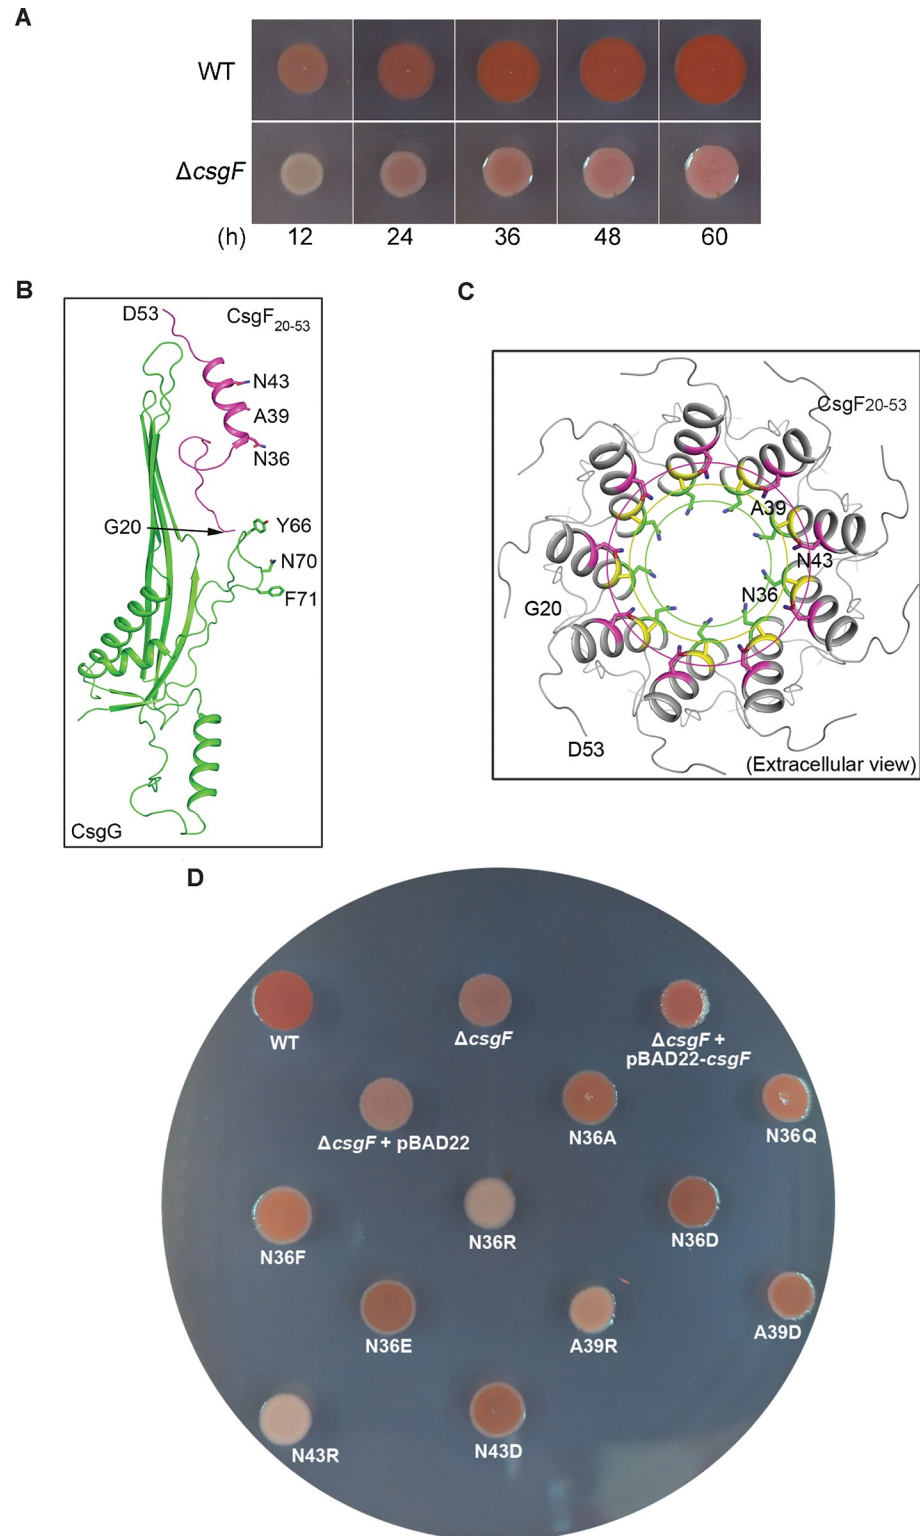 A
WT
ΔcsgF
(h) 12 24 36 48 60
B
D53 CsgF20-53
N43
A39
N36
G20 Y66
N70
F71
CsgG
C
CsgF20-53
A39
N43
N36
G20
D53
(Extracellular view)
D
WT
ΔcsgF
ΔcsgF +
pBAD22-csgF
ΔcsgF + pBAD22
N36A
N36Q
N36F
N36R
N36D
N36E
A39R
A39D
N43R
N43D